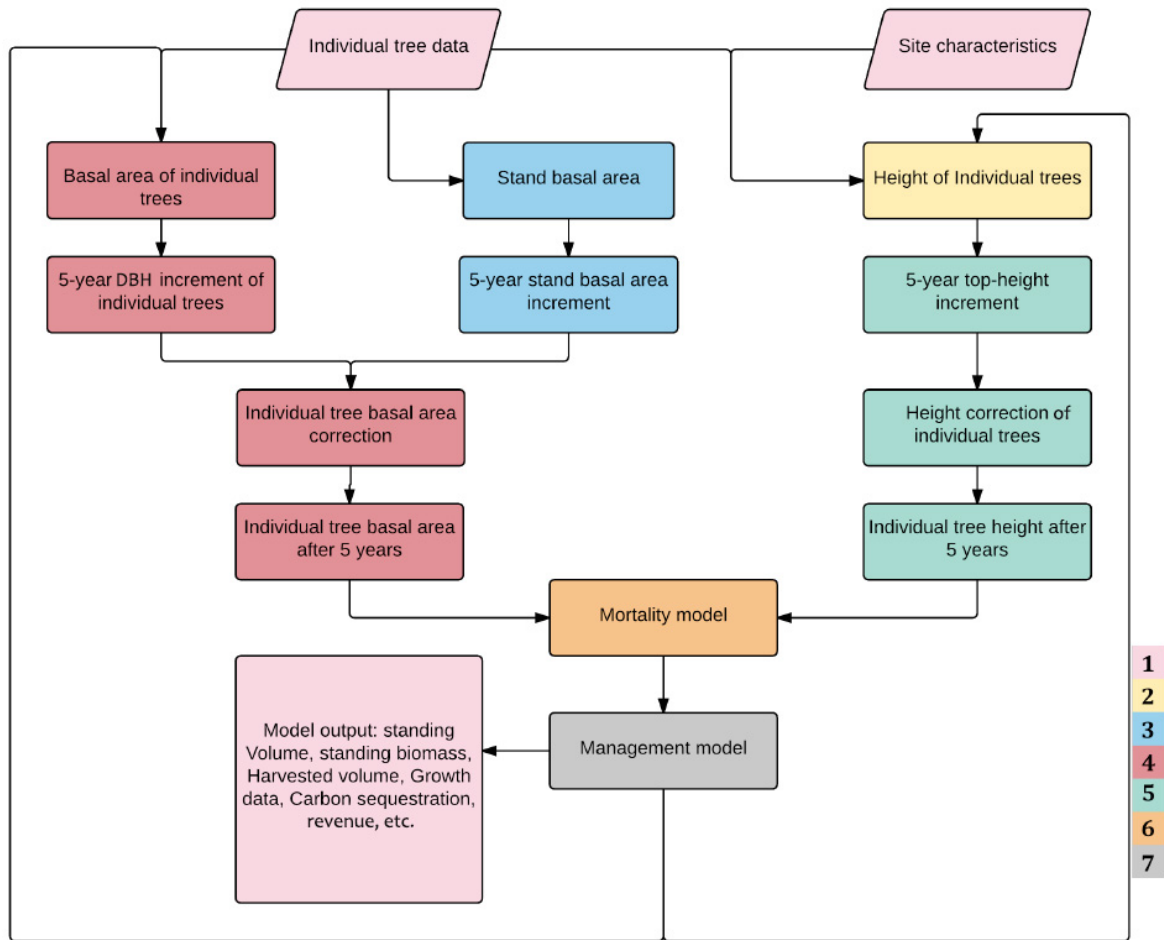 Individual tree data
Site characteristics
Basal area of individual
trees
Stand basal area
Height of Individual trees
5-year DBH increment of
individual trees
5-year stand basal area
increment
5-year top-height
increment
Individual tree basal area
correction
Height correction of
individual trees
Individual tree basal area
after 5 years
Individual tree height after
5 years
Mortality model
Management model
Model output: standing
Volume, standing biomass,
Harvested volume, Growth
data, Carbon sequestration,
revenue, etc.
1
2
3
4
5
6
7